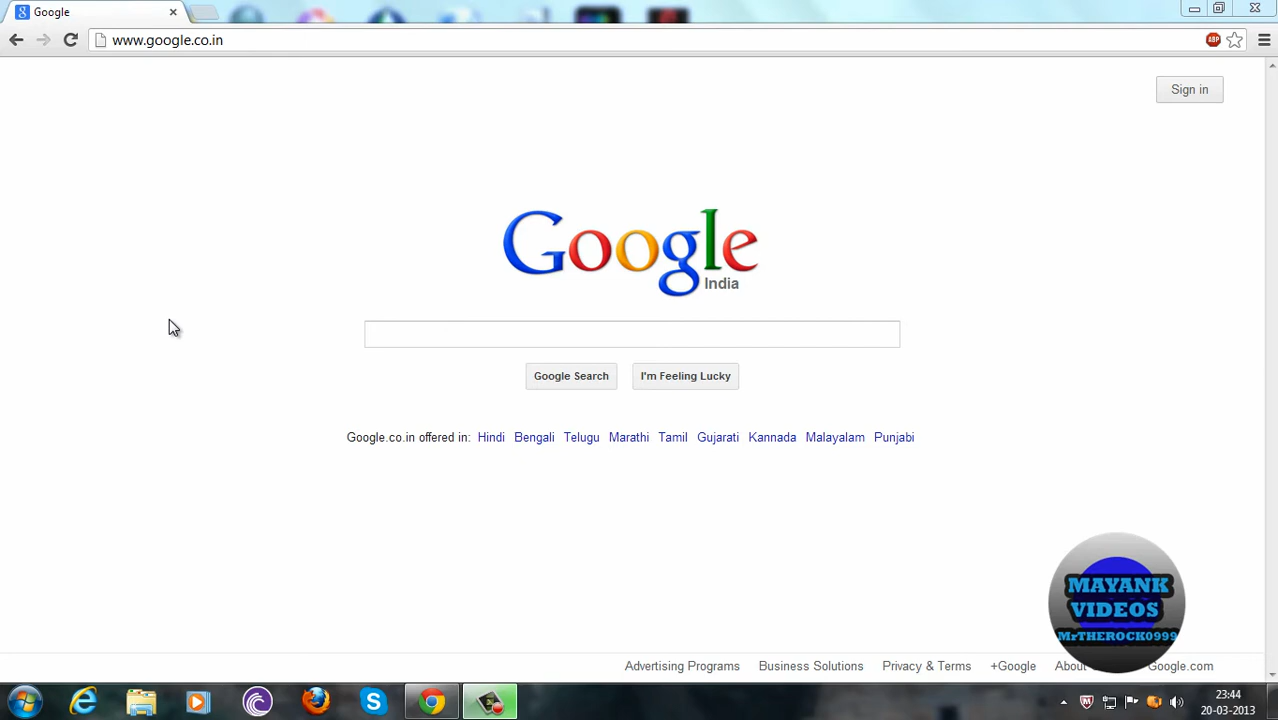 Google
www.google.co.in
ABP
Sign in
Google
India
Google Search I'm Feeling Lucky
Google.co.in offered in: Hindi Bengali Telugu Marathi Tamil Gujarati Kannada Malayalam Punjabi
MAYANK
VIDEOS
MrTHEROCK0999
Advertising Programs Business Solutions Privacy & Terms +Google About Google.com
23:44
20-03-2013